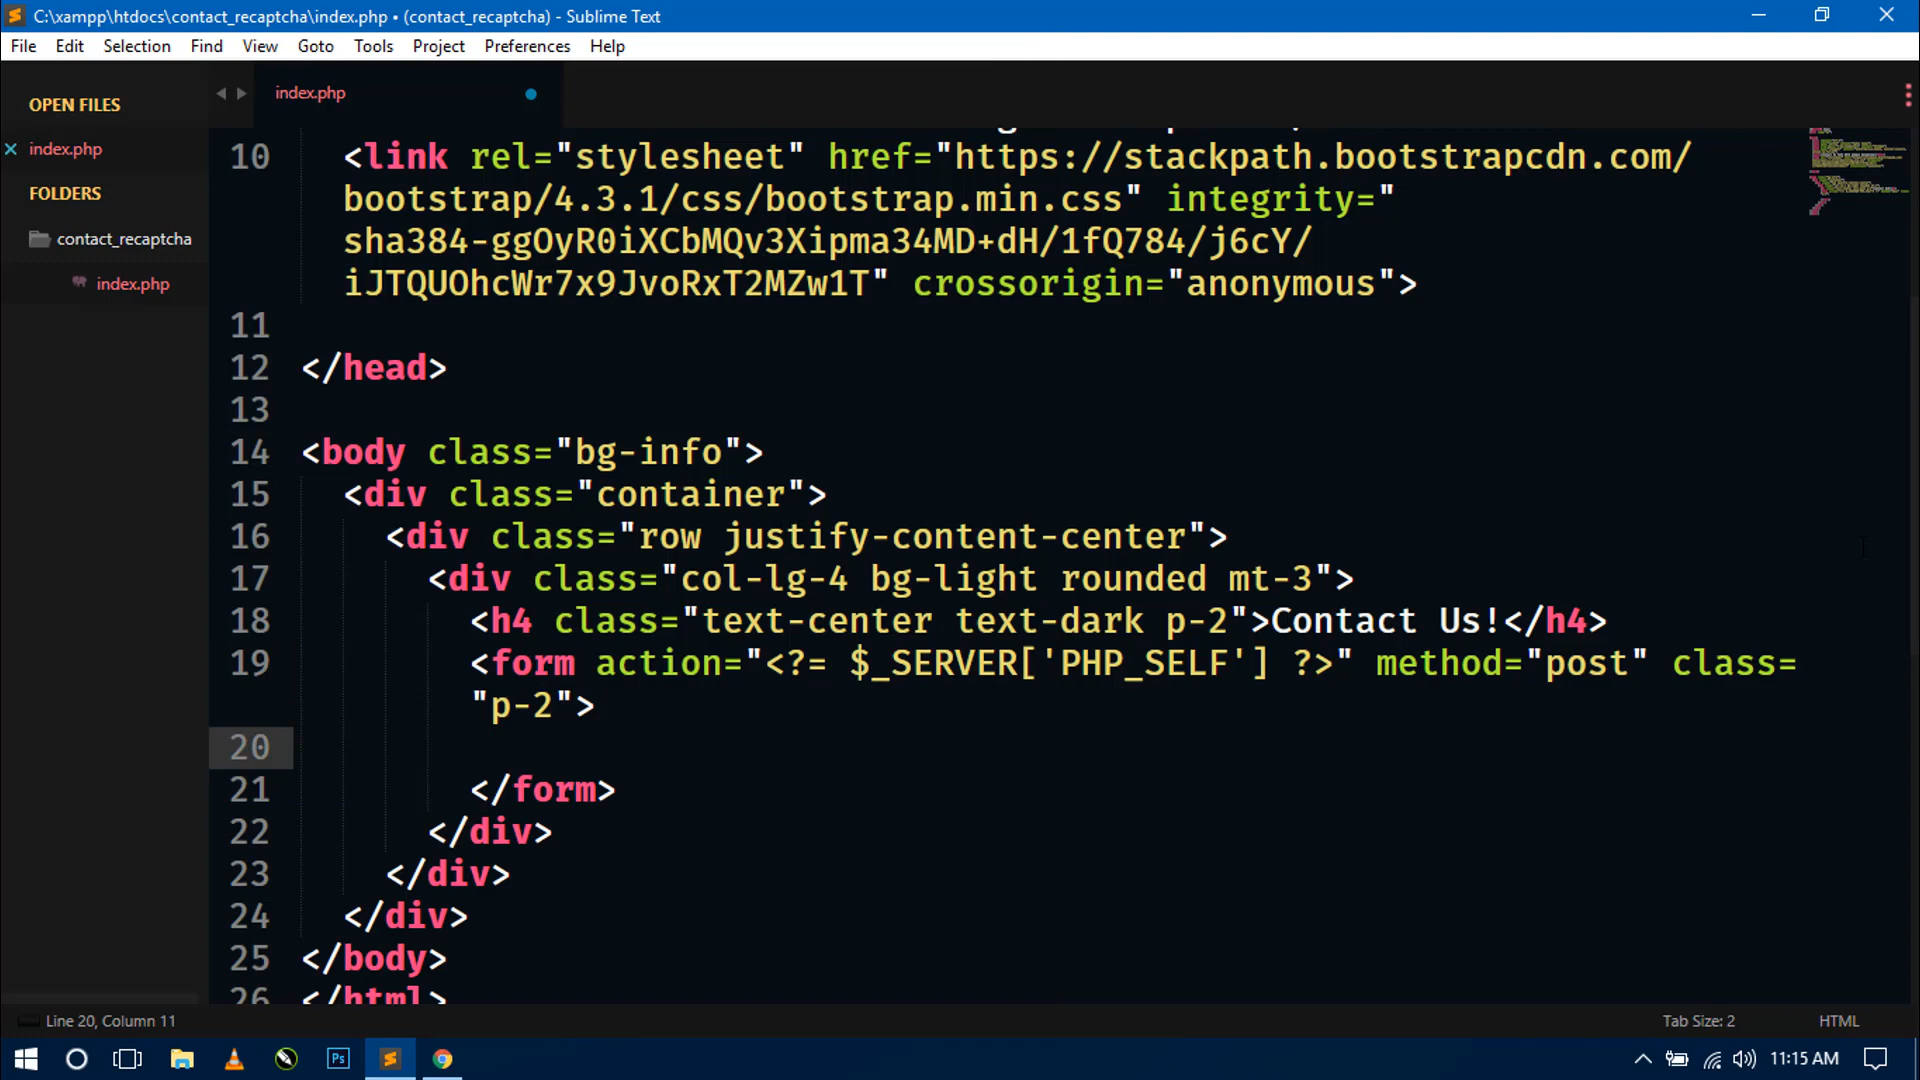 C:\xampp\htdocs\contact_recaptcha\index.php • (contact_recaptcha) - Sublime Text
File Edit Selection Find View Goto Tools Project Preferences Help
OPEN FILES
index.php
FOLDERS
contact_recaptcha
index.php
index.php
10 <link rel="stylesheet" href="https://stackpath.bootstrapcdn.com/
bootstrap/4.3.1/css/bootstrap.min.css" integrity="
sha384-ggOyR0iXCbMQv3Xipma34MD+dH/1fQ784/j6cY/
iJTQUOhcWr7x9JvoRxT2MZw1T" crossorigin="anonymous">
11
12 </head>
13
14 <body class="bg-info">
15 <div class="container">
16 <div class="row justify-content-center">
17 <div class="col-lg-4 bg-light rounded mt-3">
18 <h4 class="text-center text-dark p-2">Contact Us!</h4>
19 <form action="<?= $_SERVER['PHP_SELF'] ?>" method="post" class=
"p-2">
20
21 </form>
22 </div>
23 </div>
24 </div>
25 </body>
26 </html>
Line 20, Column 11
Tab Size: 2
HTML
Ps
11:15 AM